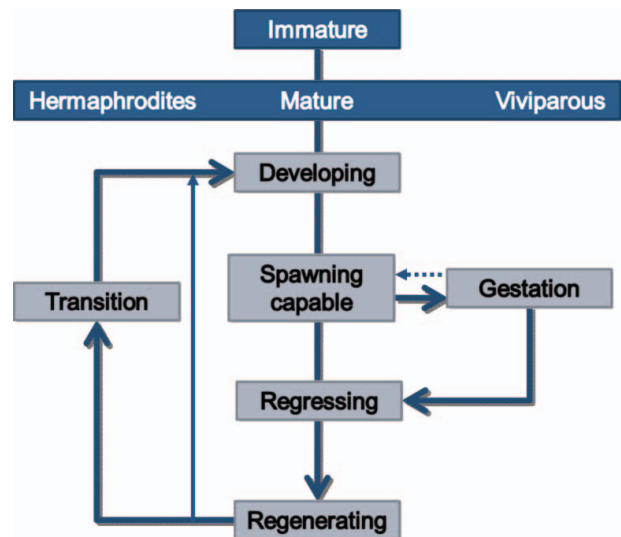 Immature
Hermaphrodites Mature Viviparous
Developing
Spawning
capable
Transition
Gestation
Regressing
Regenerating